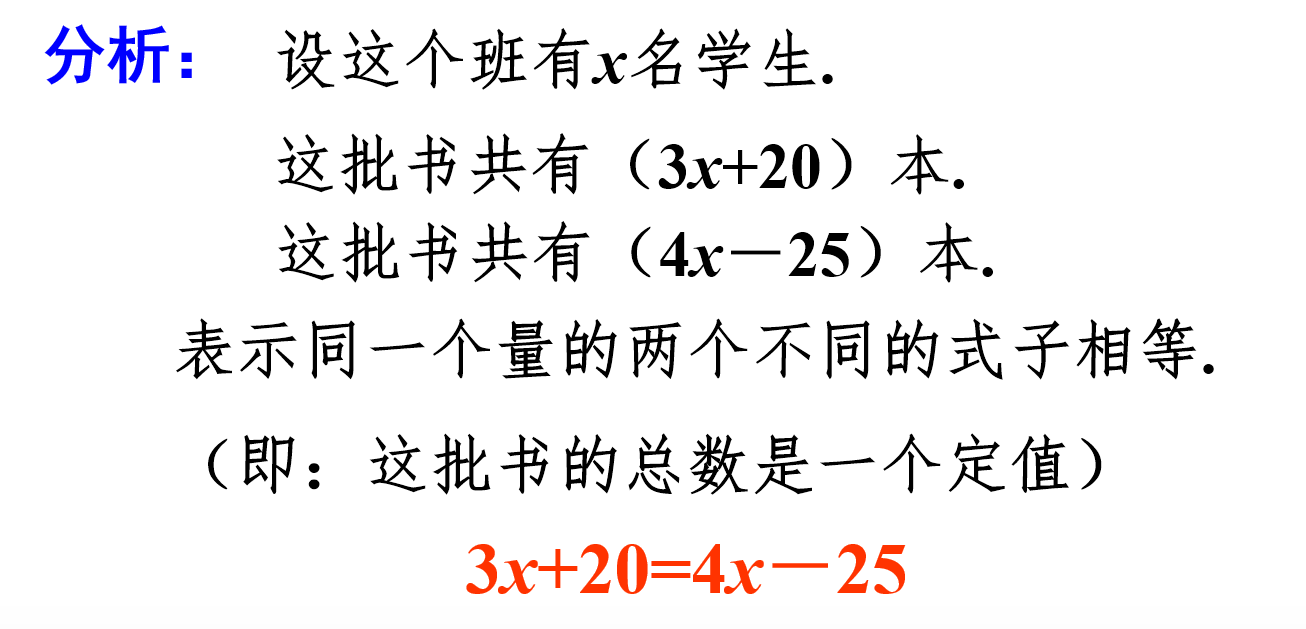 分析： 设这个班有x名学生.
这批书共有（3x+20）本.
这批书共有（4x－25）本.
表示同一个量的两个不同的式子相等.
（即：这批书的总数是一个定值）
3x+20=4x－25